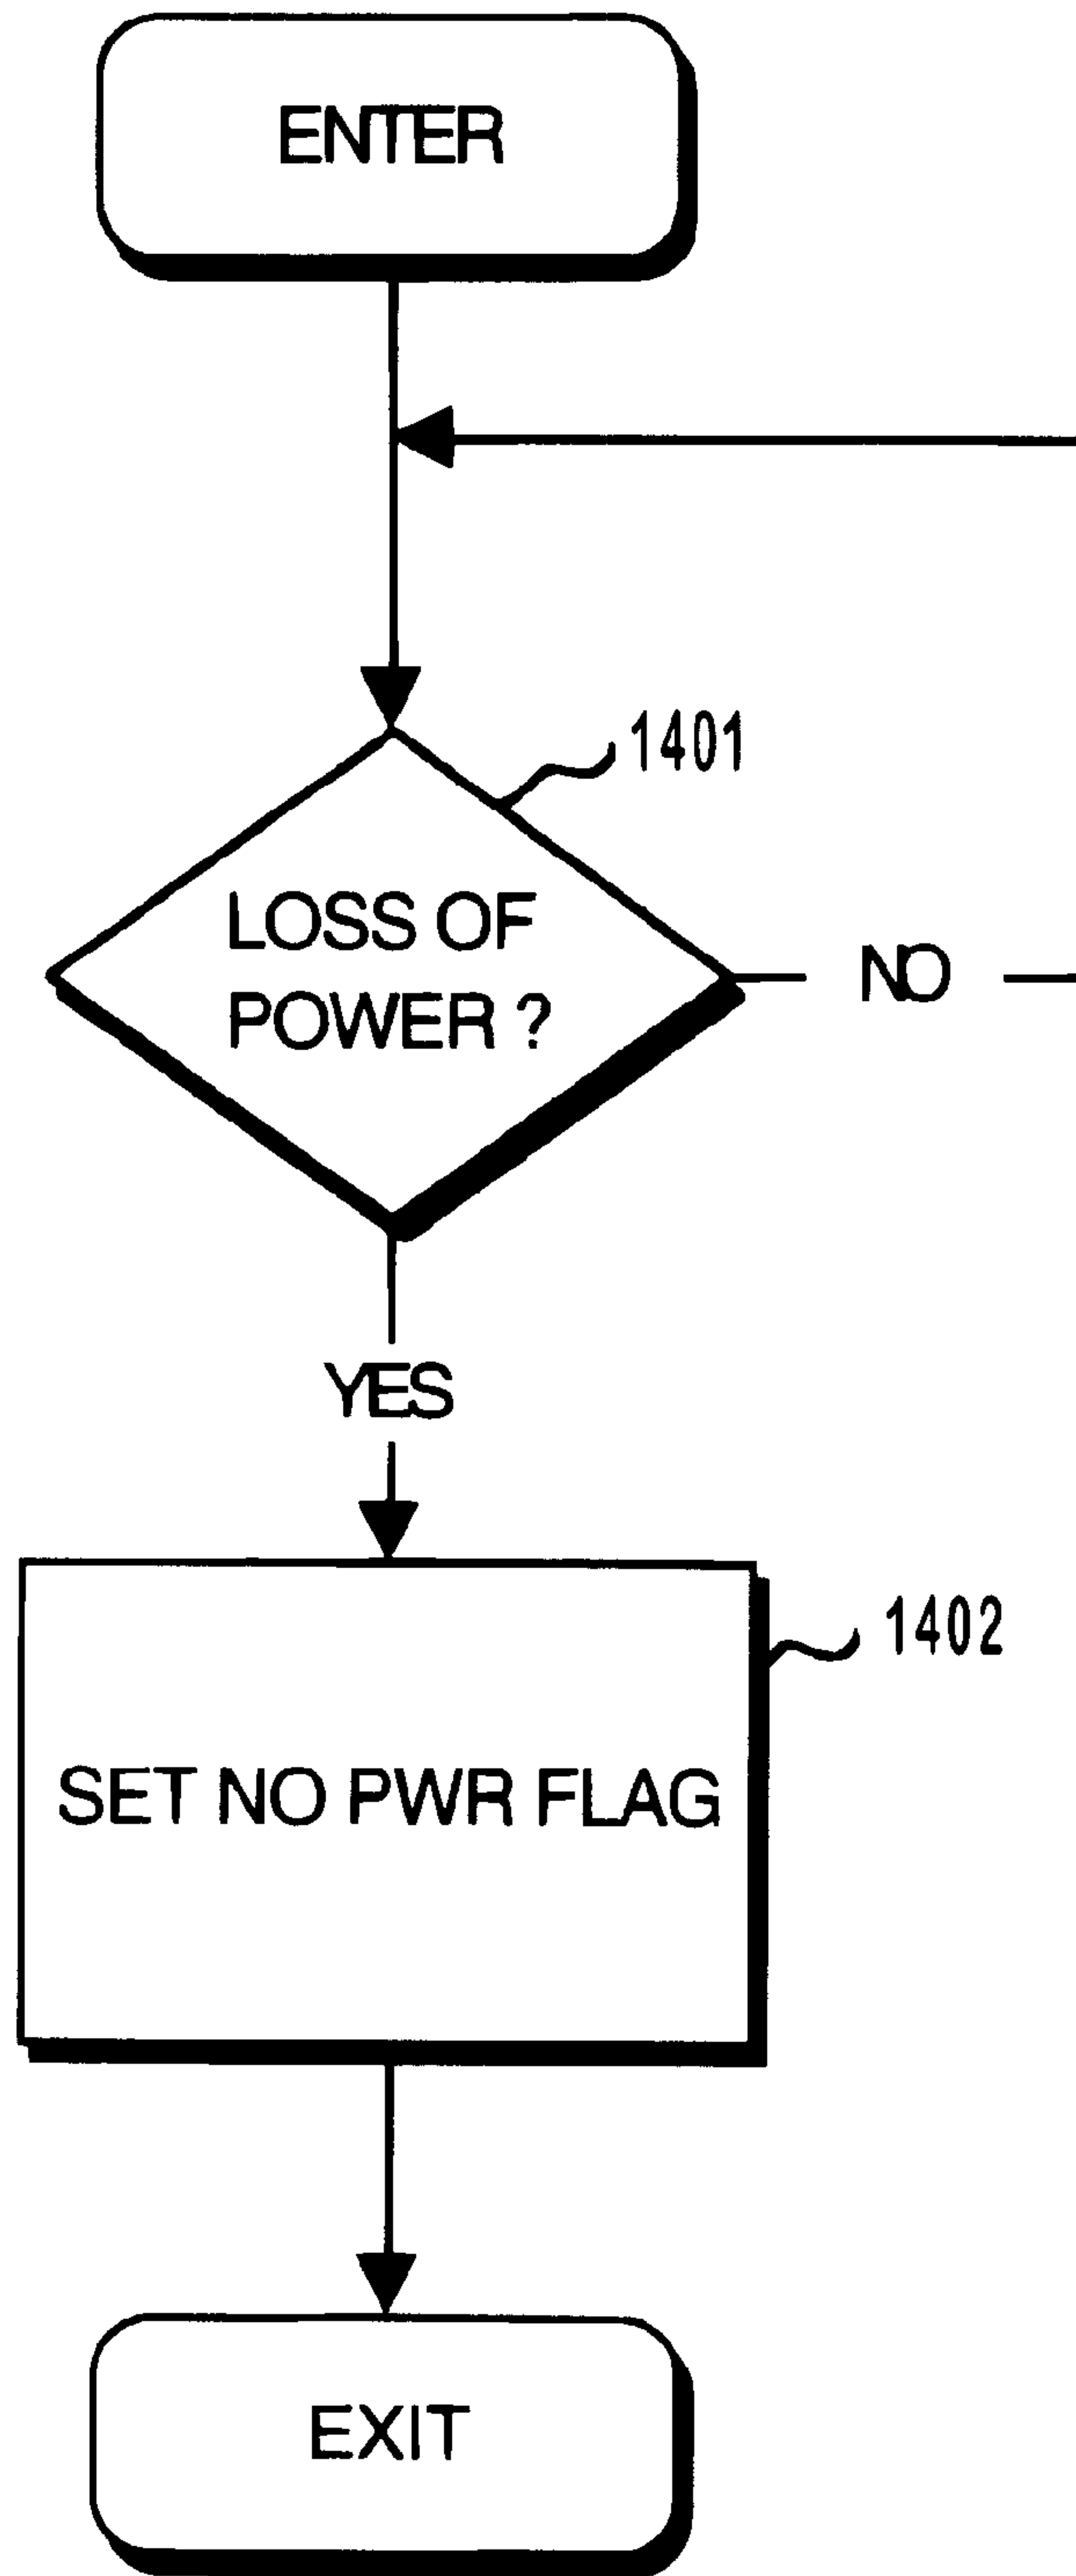 ENTER
1401
LOSS OF
POWER ?
NO
YES
1402
SET NO PWR FLAG
EXIT